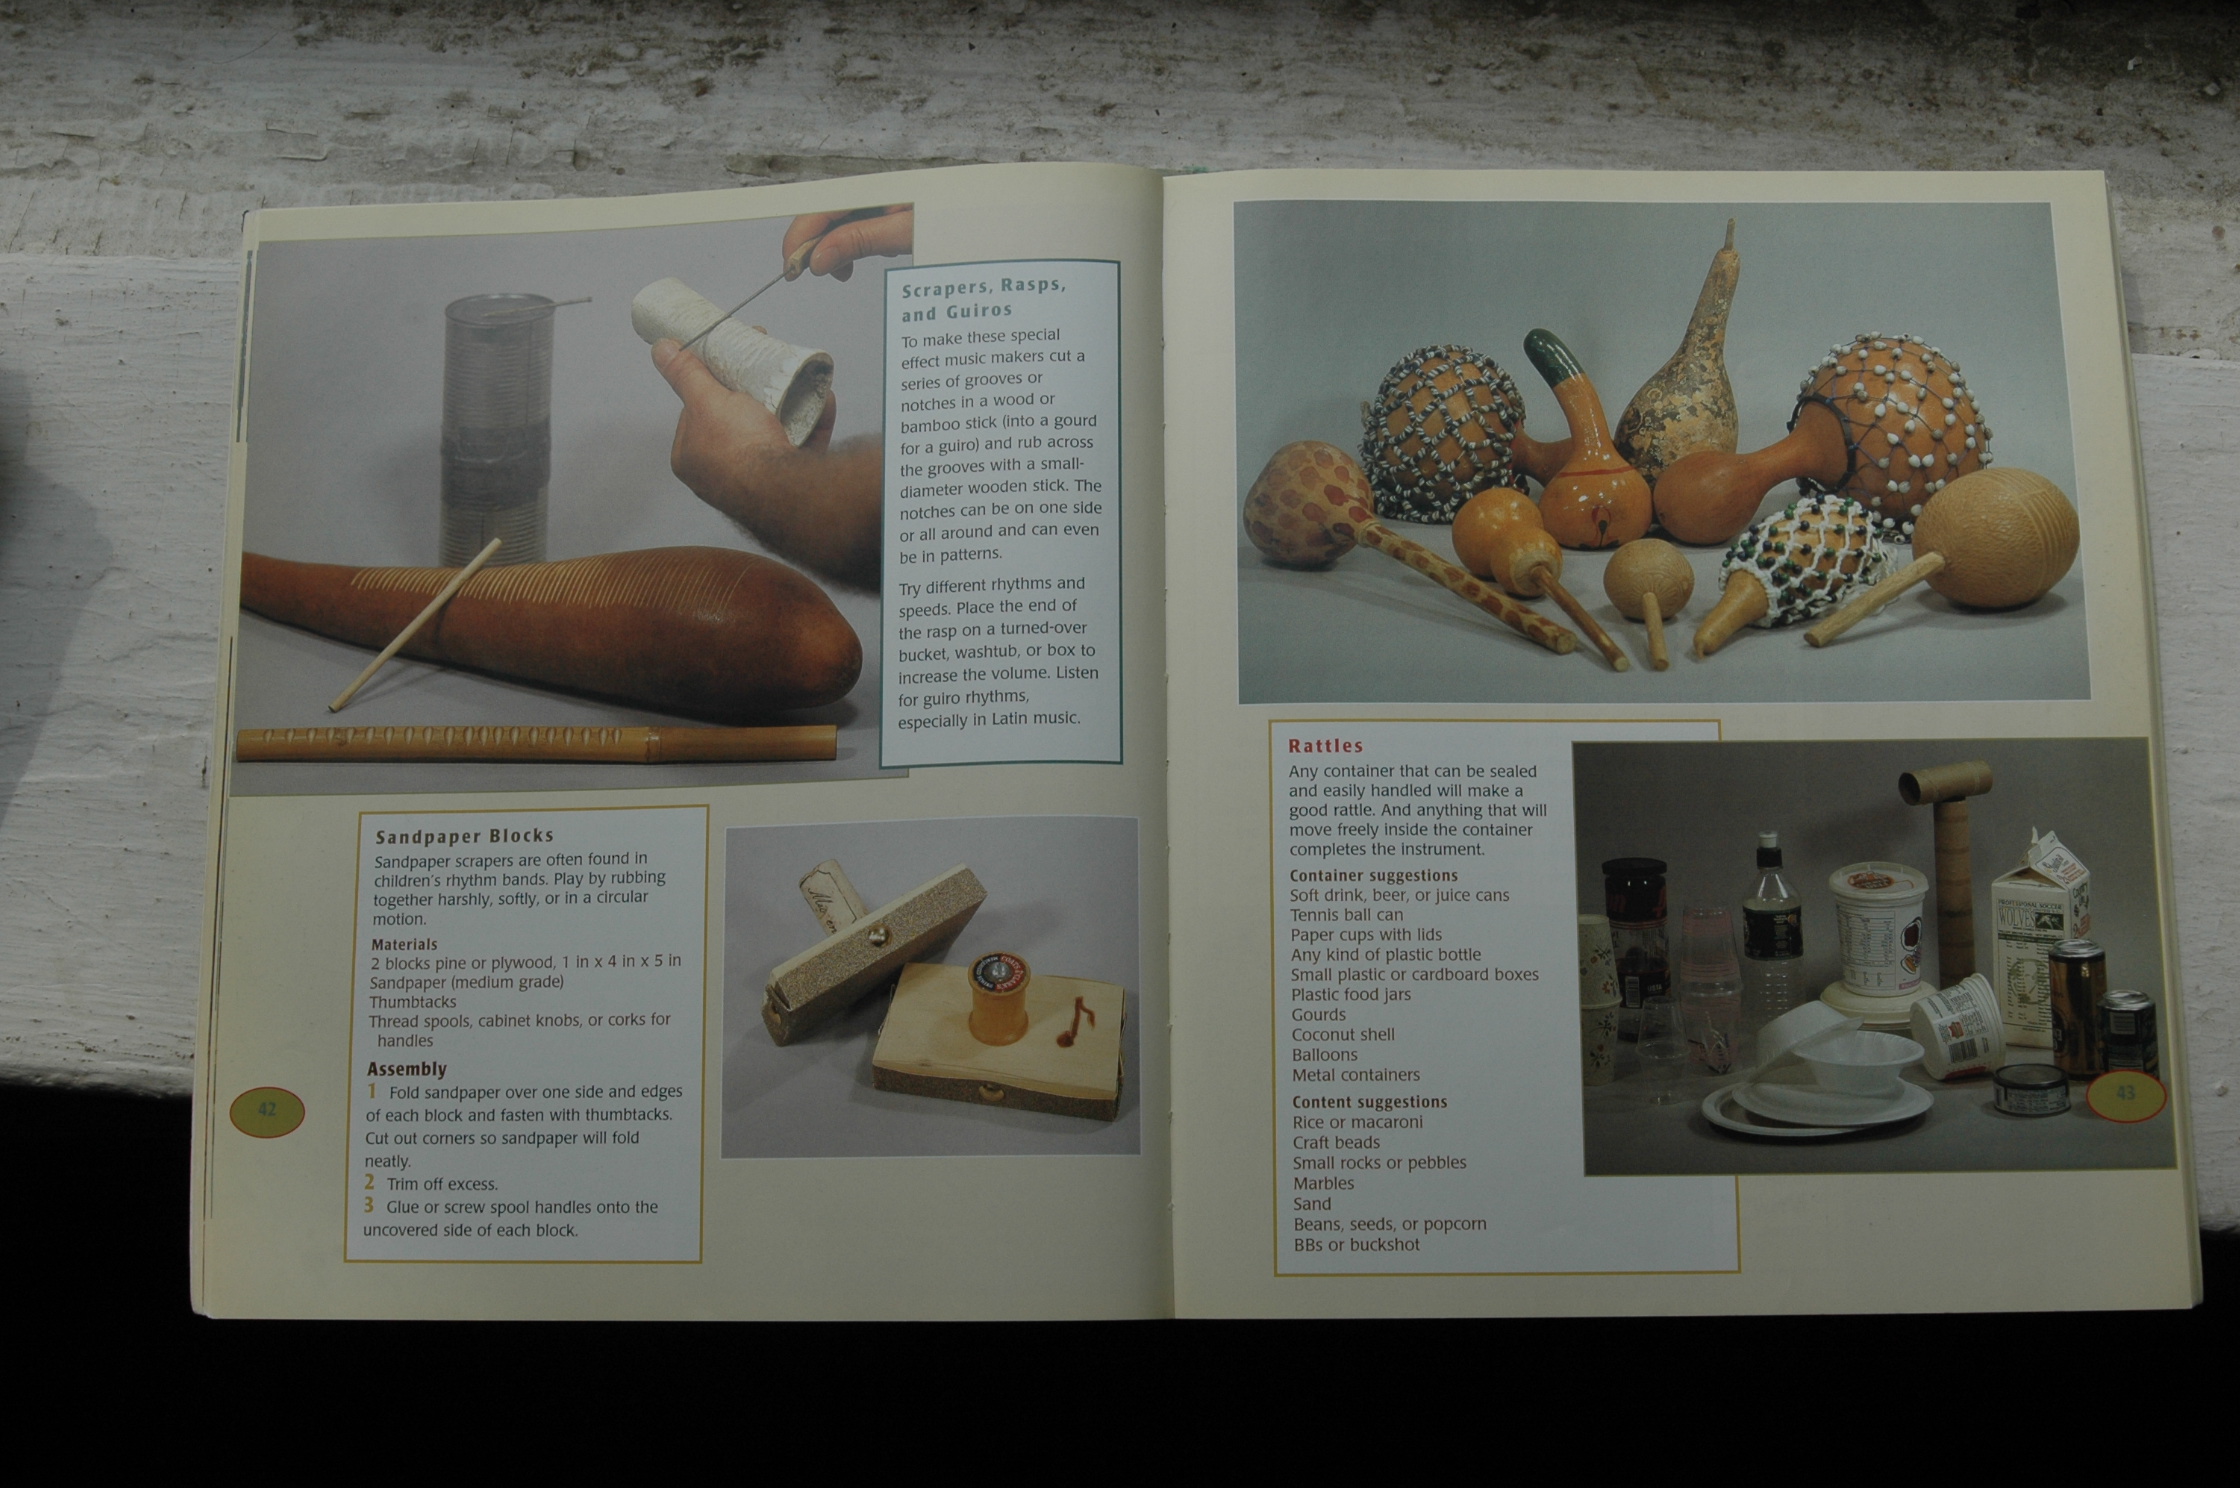 Scrapers, Rasps,
and Guiros
To make these special
effect music makers cut a
series of grooves or
notches in a wood or
bamboo stick (into a gourd
for a guiro) and rub across
the grooves with a small-
diameter wooden stick. The
notches can be on one side
or all around and can even
be in patterns.
Try different rhythms and
speeds. Place the end of
the rasp on a turned-over
bucket, washtub, or box to
increase the volume. Listen
for guiro rhythms,
especially in Latin music.
Sandpaper Blocks
Sandpaper scrapers are often found in
children's rhythm bands. Play by rubbing
together harshly, softly, or in a circular
motion.
Materials
2 blocks pine or plywood, 1 in x 4 in x 5 in
Sandpaper (medium grade)
Thumbtacks
Thread spools, cabinet knobs, or corks for
handles
Assembly
1 Fold sandpaper over one side and edges
of each block and fasten with thumbtacks.
Cut out corners so sandpaper will fold
neatly.
2 Trim off excess.
3 Glue or screw spool handles onto the
uncovered side of each block.
42
Rattles
Any container that can be sealed
and easily handled will make a
good rattle. And anything that will
move freely inside the container
completes the instrument.
Container suggestions
Soft drink, beer, or juice cans
Tennis ball can
Paper cups with lids
Any kind of plastic bottle
Small plastic or cardboard boxes
Plastic food jars
Gourds
Coconut shell
Balloons
Metal containers
Content suggestions
Rice or macaroni
Craft beads
Small rocks or pebbles
Marbles
Sand
Beans, seeds, or popcorn
BBs or buckshot
PROFESSIONAL SOCCER
WOLVES
43